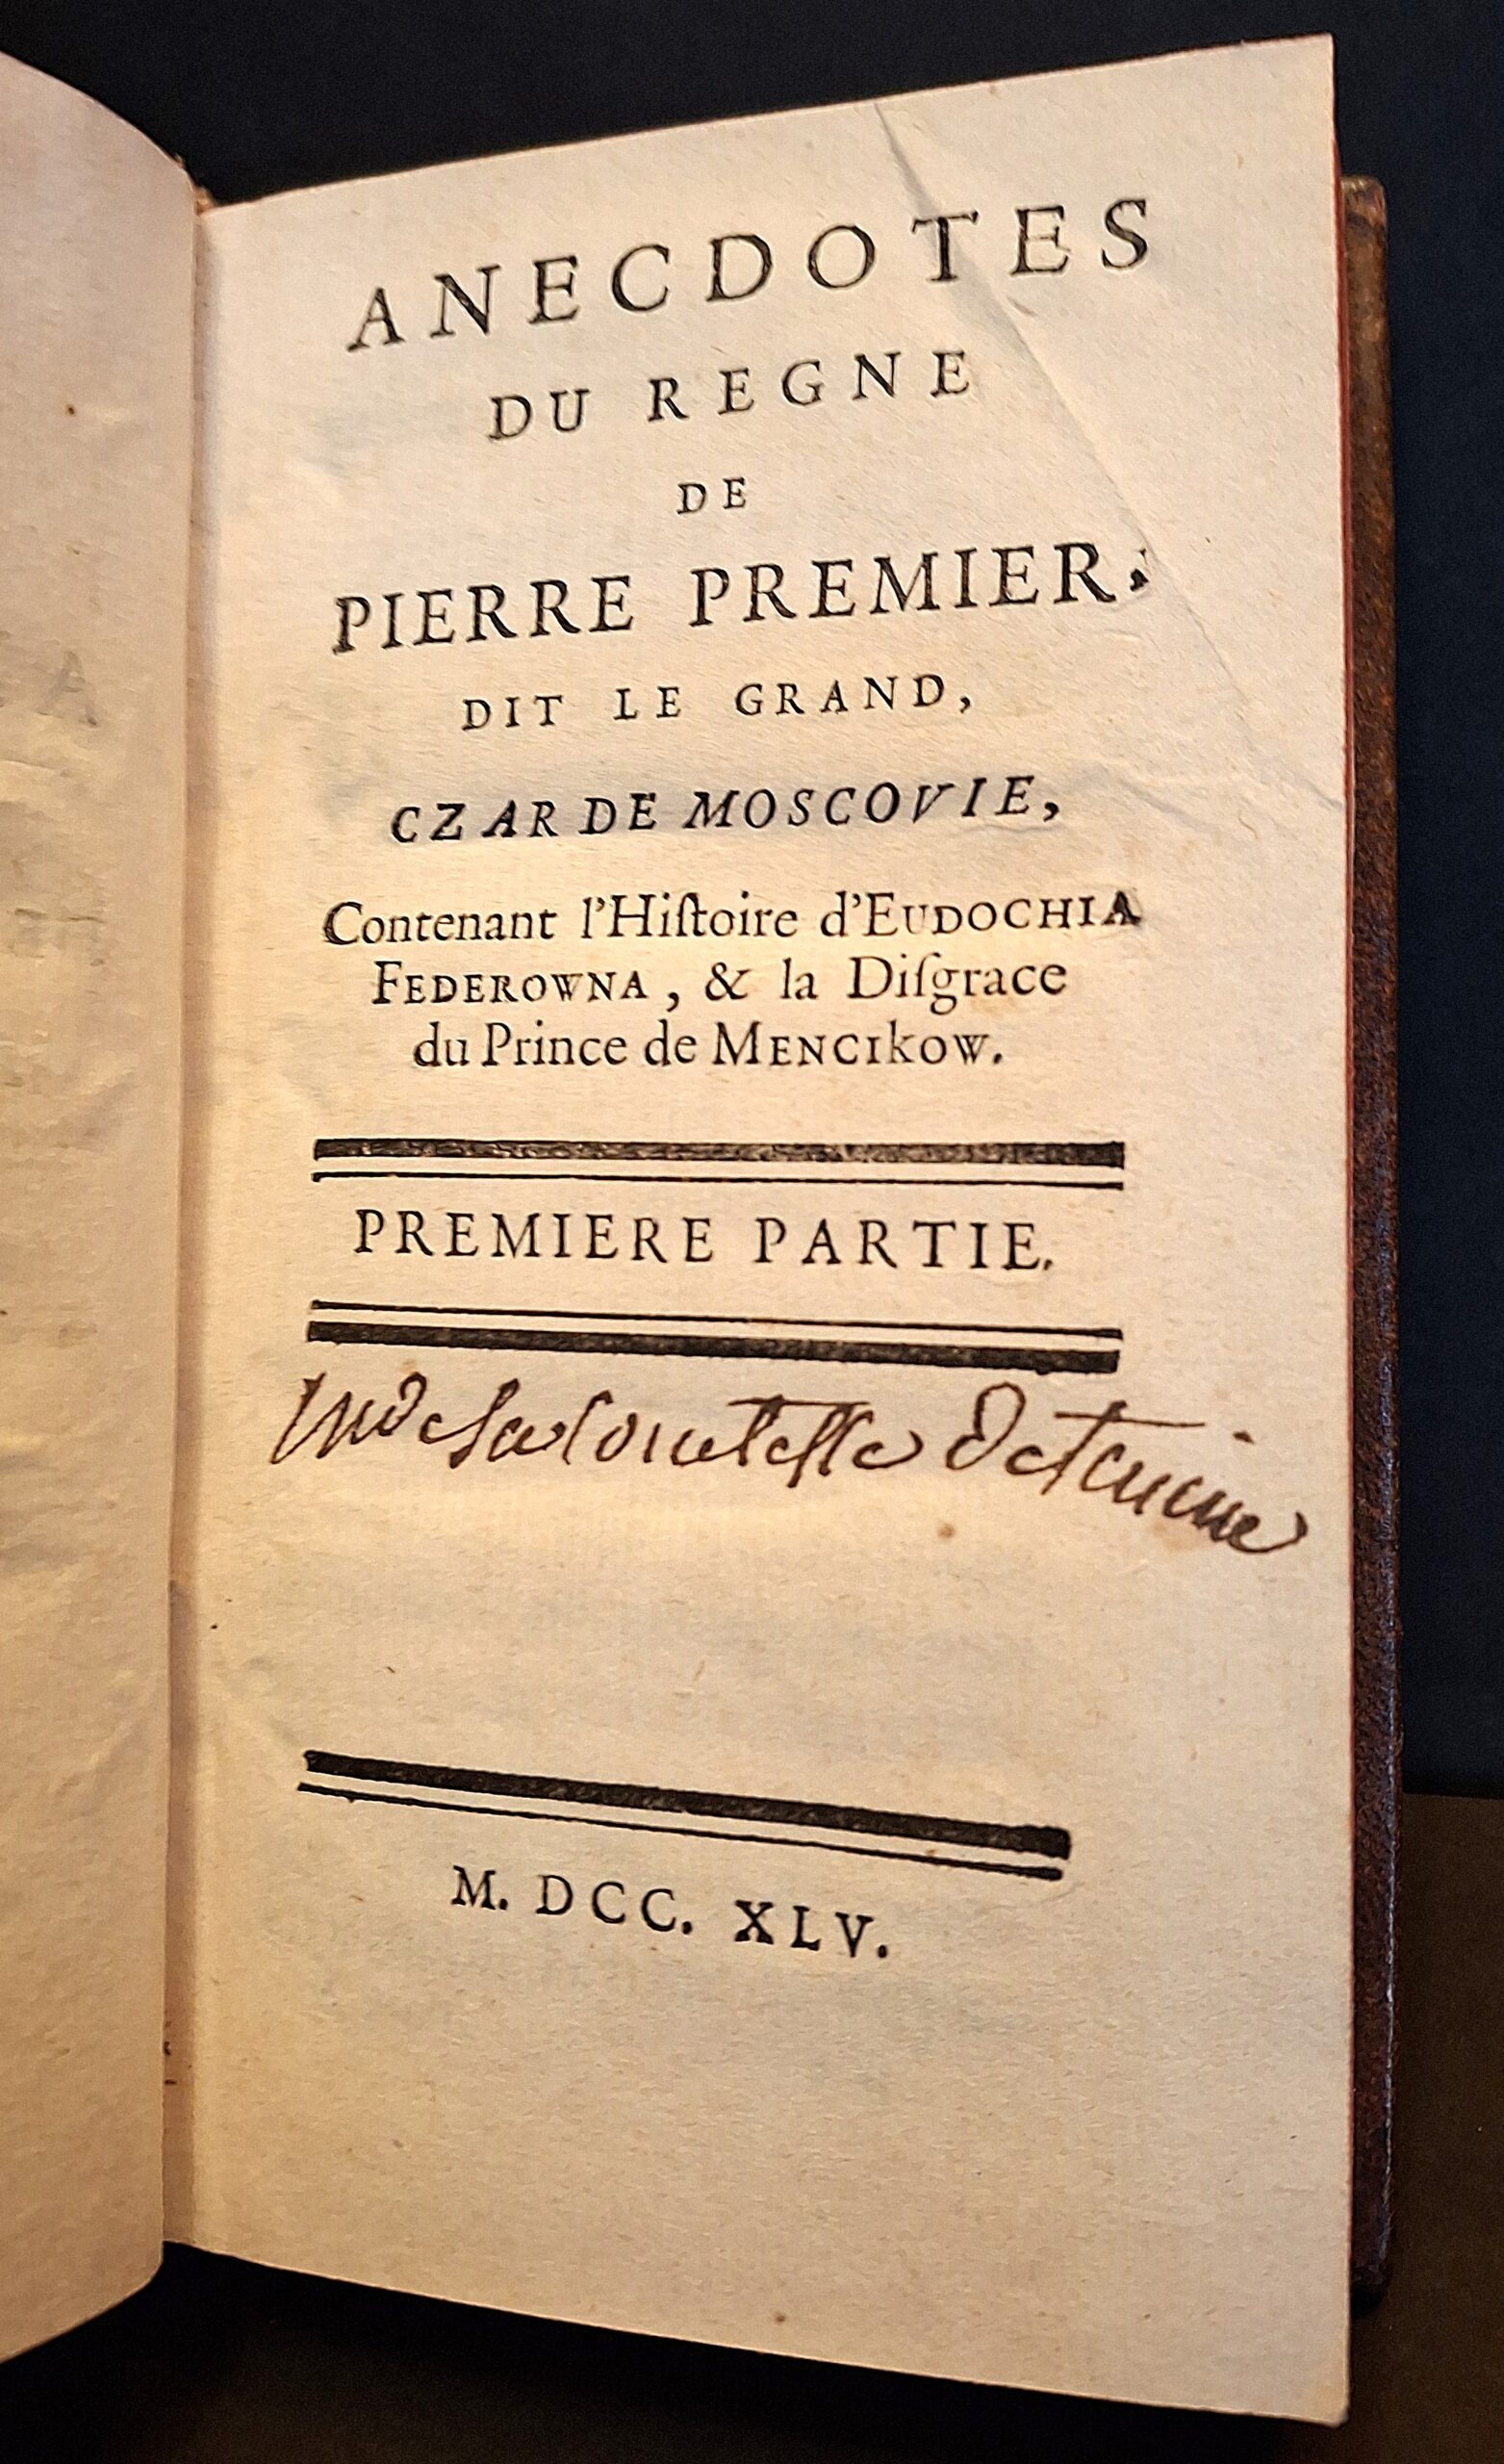 ANECDOTES
DU REGNE
DE
PIERRE PREMIER,
DIT LE GRAND,
CZAR DE MOSCOVIE,
Contenant l'Hiſtoire d'EUDOCHIA
FEDEROWNA, & la Diſgrace
du Prince de MENCIkOW.
PREMIERE PARTIE.
M. DCC. XLV.